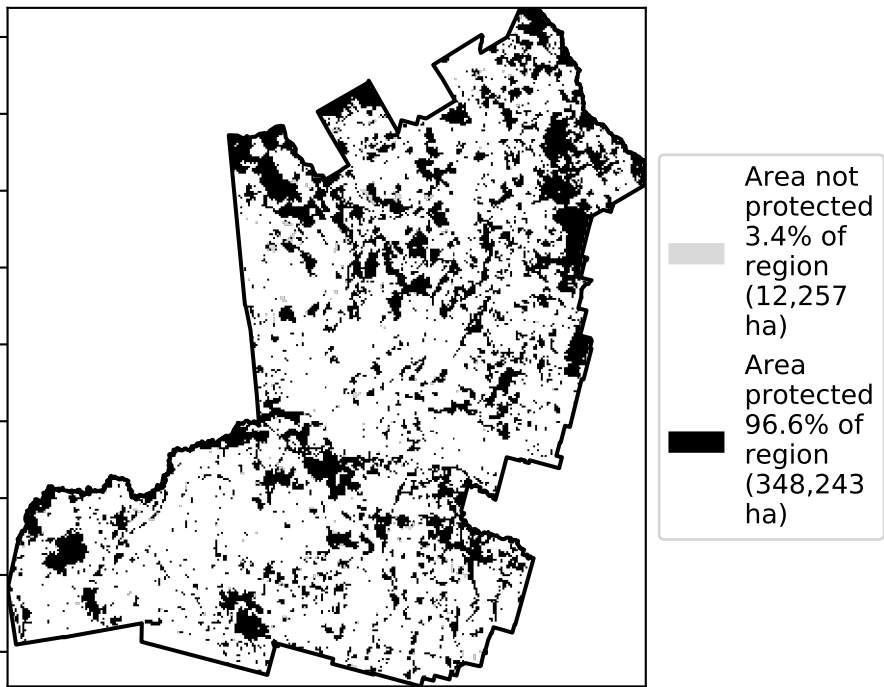 Area not
protected
3.4% of
region
(12,257
ha)
Area
protected
96.6% of
region
(348,243
ha)